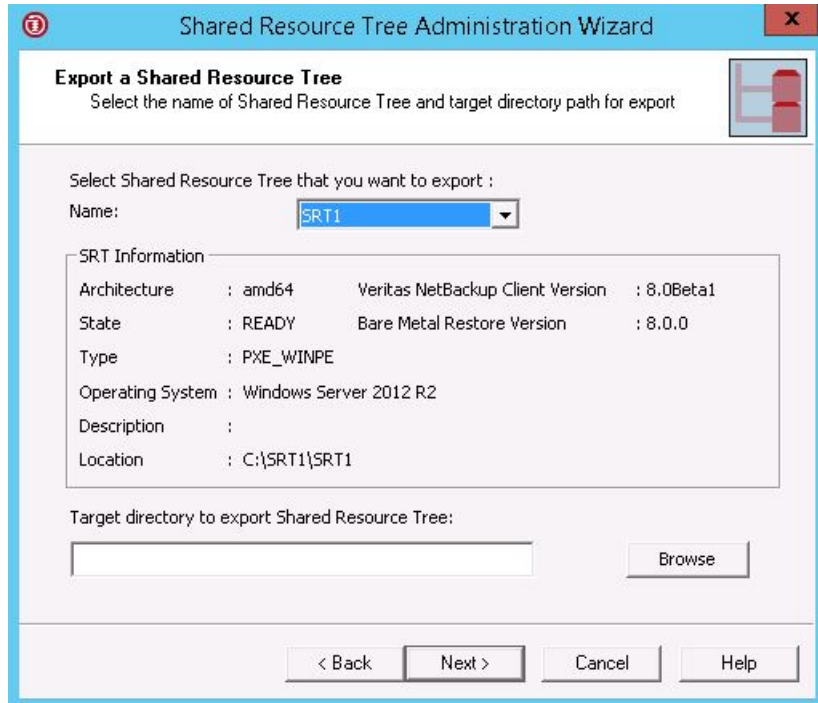 Shared Resource Tree Administration Wizard
x
Export a Shared Resource Tree
Select the name of Shared Resource Tree and target directory path for export
Select Shared Resource Tree that you want to export :
Name: SRT1
SRT Information
Architecture : amd64 Veritas NetBackup Client Version : 8.0Beta1
State : READY Bare Metal Restore Version : 8.0.0
Type : PXE_WINPE
Operating System : Windows Server 2012 R2
Description :
Location : C:\SRT1\SRT1
Target directory to export Shared Resource Tree:
Browse
< Back Next > Cancel Help